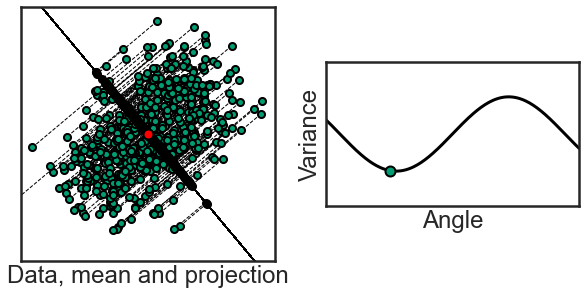 Data, mean and projection
Variance
Angle